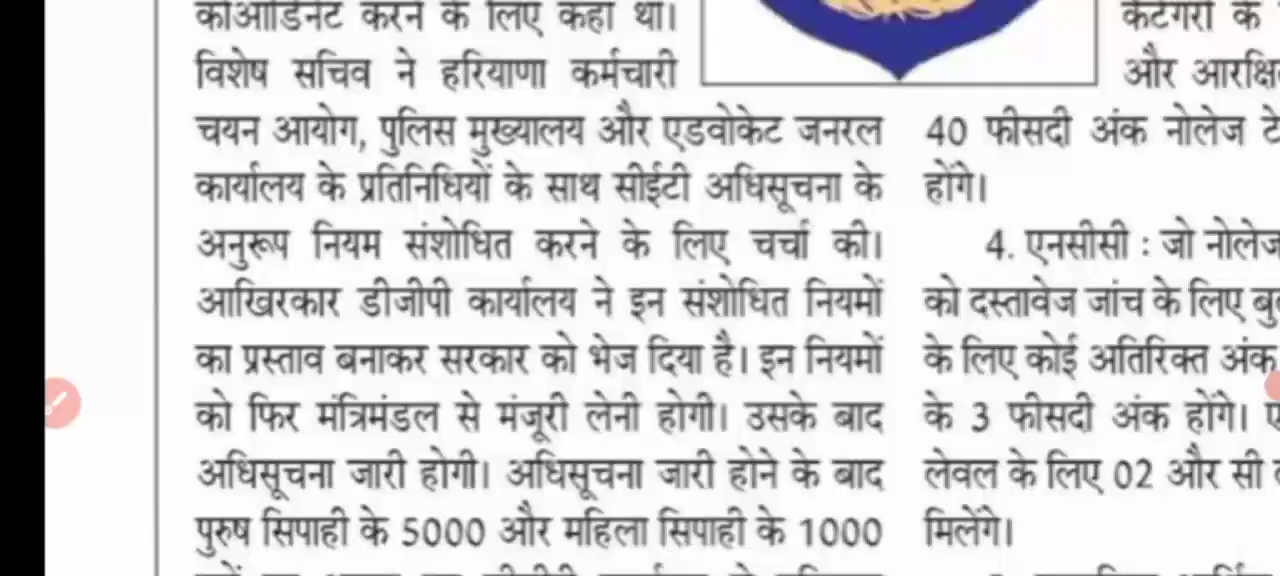 कोऑर्डिनेट करने के लिए कहा था।
विशेष सचिव ने हरियाणा कर्मचारी
चयन आयोग, पुलिस मुख्यालय और एडवोकेट जनरल
कार्यालय के प्रतिनिधियों के साथ सीईटी अधिसूचना के
अनुरूप नियम संशोधित करने के लिए चर्चा की।
आखिरकार डीजीपी कार्यालय ने इन संशोधित नियमों
का प्रस्ताव बनाकर सरकार को भेज दिया है। इन नियमों
को फिर मंत्रिमंडल से मंजूरी लेनी होगी। उसके बाद
अधिसूचना जारी होगी। अधिसूचना जारी होने के बाद
पुरुष सिपाही के 5000 और महिला सिपाही के 1000
कैटेगरी के
और
40 फीसदी अंक नोलेज
होंगे।
4. एनसीसी : जो नोलेज
को दस्तावेज जांच के लिए
के लिए कोई अतिरिक्त अंक
के 3 फीसदी अंक होंगे।
लेवल के लिए 02 और सी
मिलेंगे।